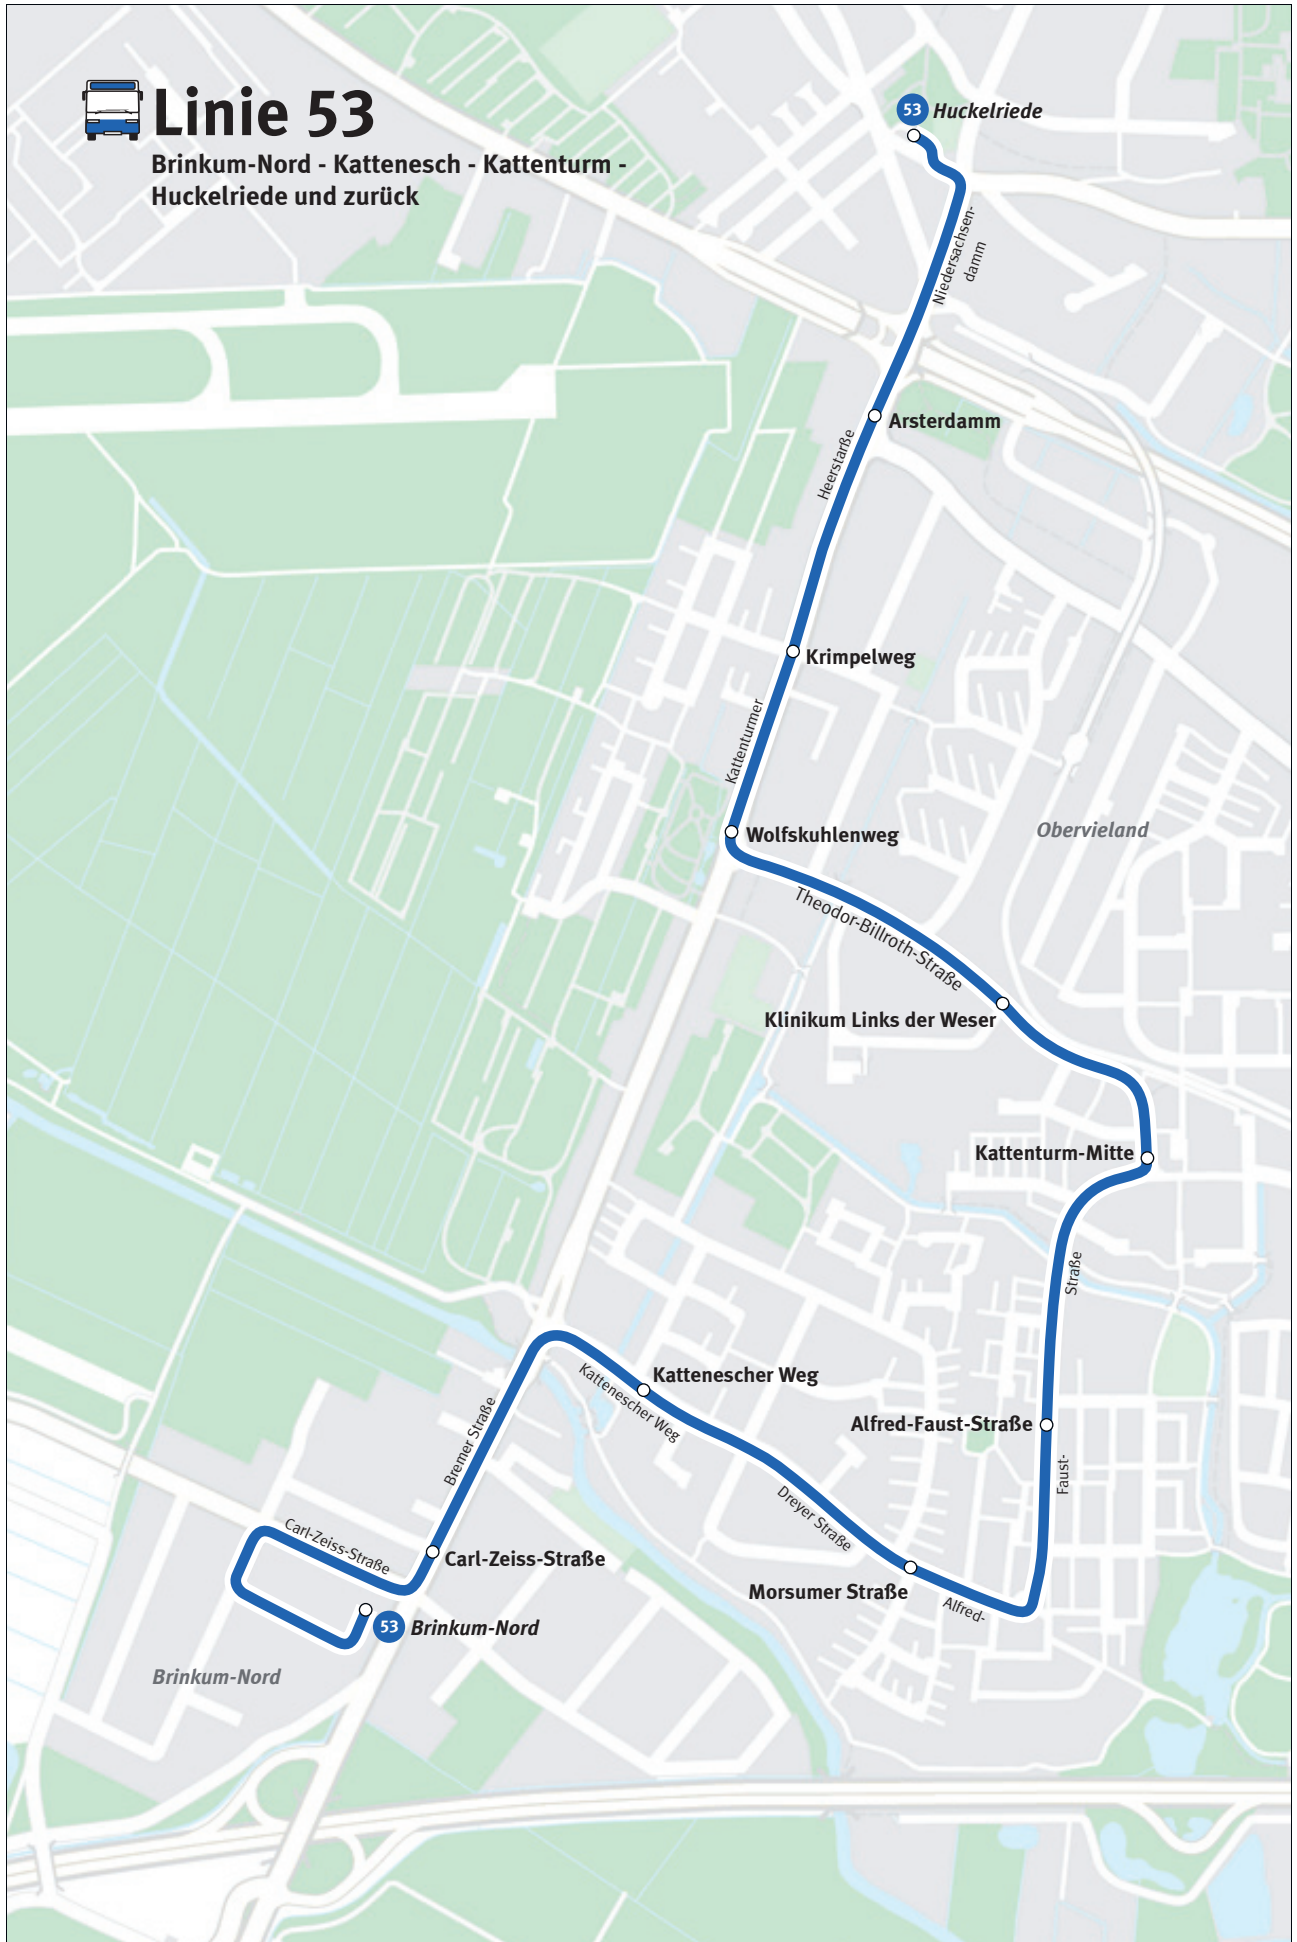 Linie 53
Brinkum-Nord - Kattenesch - Kattenturm -
Huckelriede und zurück
53 Huckelriede
Niedersachsen-
damm
Arsterdamm
Heerstarße
Krimpelweg
Kattenturmer
Wolfskuhlenweg
Obervieland
Theodor-Billroth-Straße
Klinikum Links der Weser
Kattenturm-Mitte
Straße
Kattenescher Weg
Kattenescher Weg
Alfred-Faust-Straße
Bremer Straße
Faust-
Dreyer Straße
Carl-Zeiss-Straße
Carl-Zeiss-Straße
Morsumer Straße
Alfred-
53 Brinkum-Nord
Brinkum-Nord